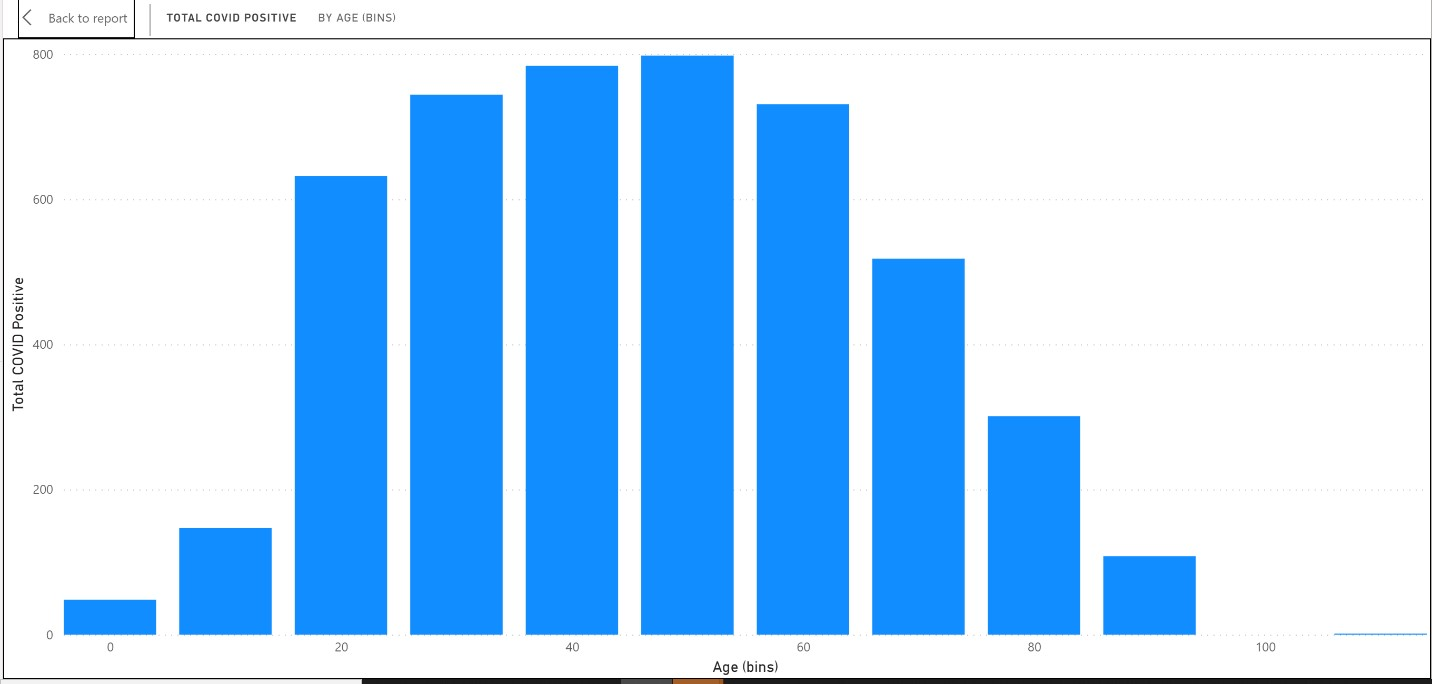 Back to report TOTAL COVID POSITIVE BY AGE (BINS)
800
600
400
200
0
Total COVID Positive
0 20 40 60 80 100
Age (bins)